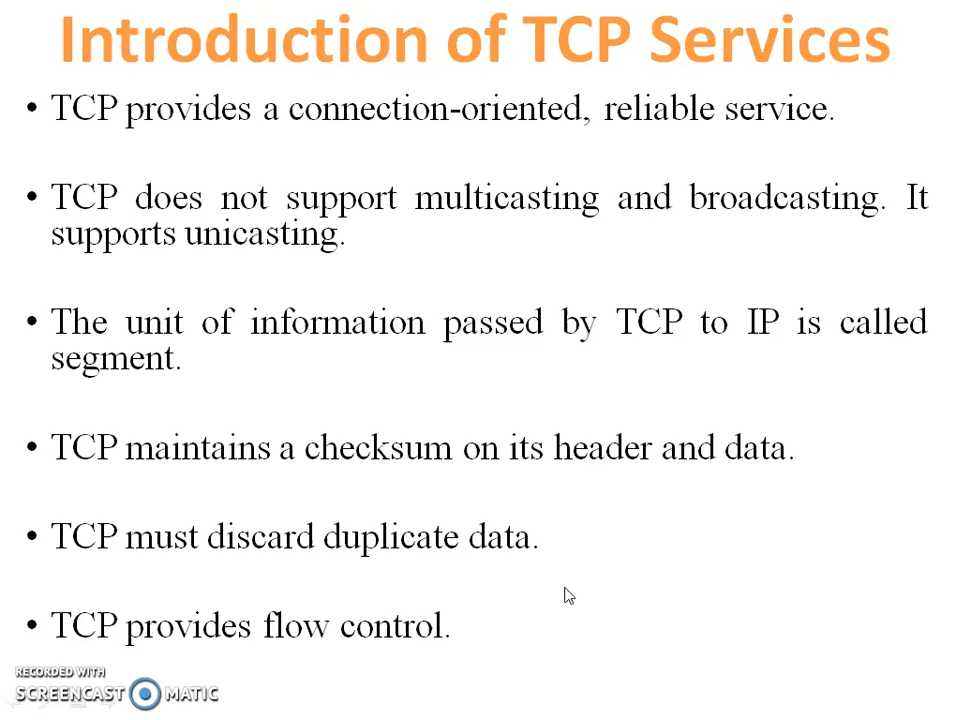 Introduction of TCP Services
• TCP provides a connection-oriented, reliable service.
• TCP does not support multicasting and broadcasting. It
supports unicasting.
• The unit of information passed by TCP to IP is called
segment.
• TCP maintains a checksum on its header and data.
• TCP must discard duplicate data.
• TCP provides flow control.
RECORDED WITH
SCREENCAST MATIC